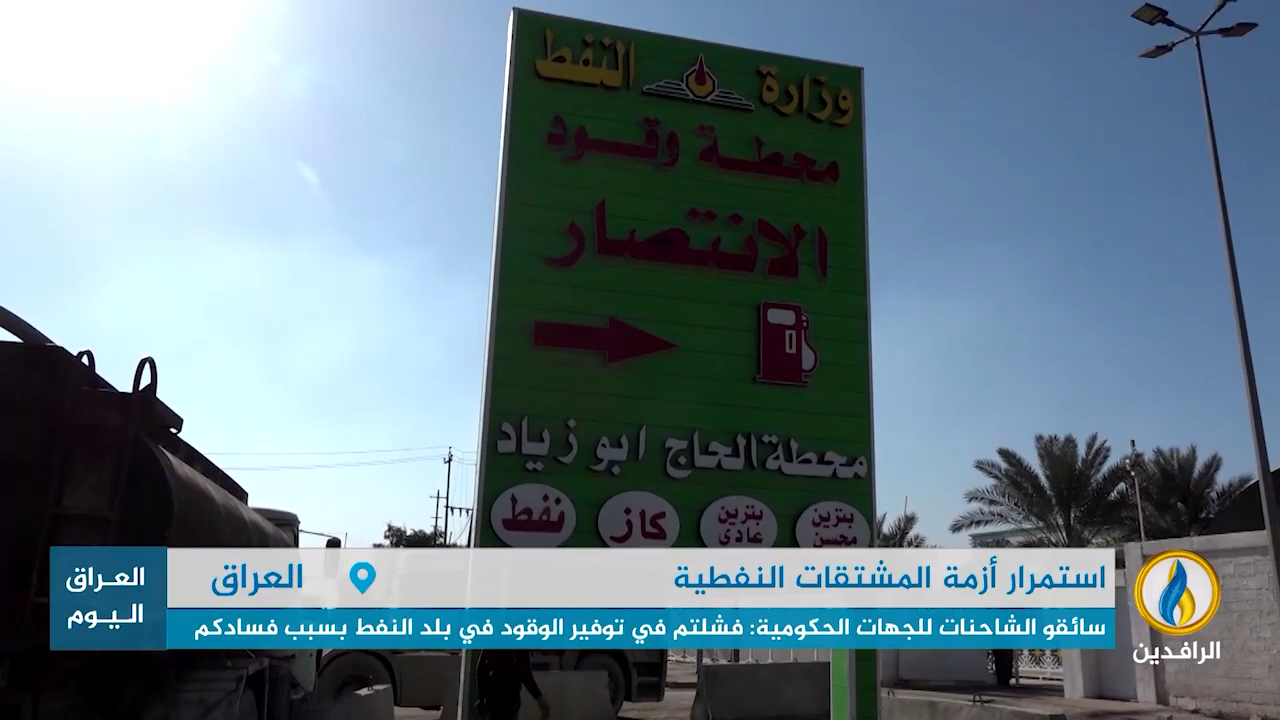 وزارة النفط
محطة وقود
الانتصار
محطة الحاج ابو زياد
بنزين محسن
بنزين عادي
كاز
نفط
استمرار أزمة المشتقات النفطية
العراق
سائقو الشاحنات للجهات الحكومية: فشلتم في توفير الوقود في بلد النفط بسبب فسادكم
العراق
اليوم
الرافدين